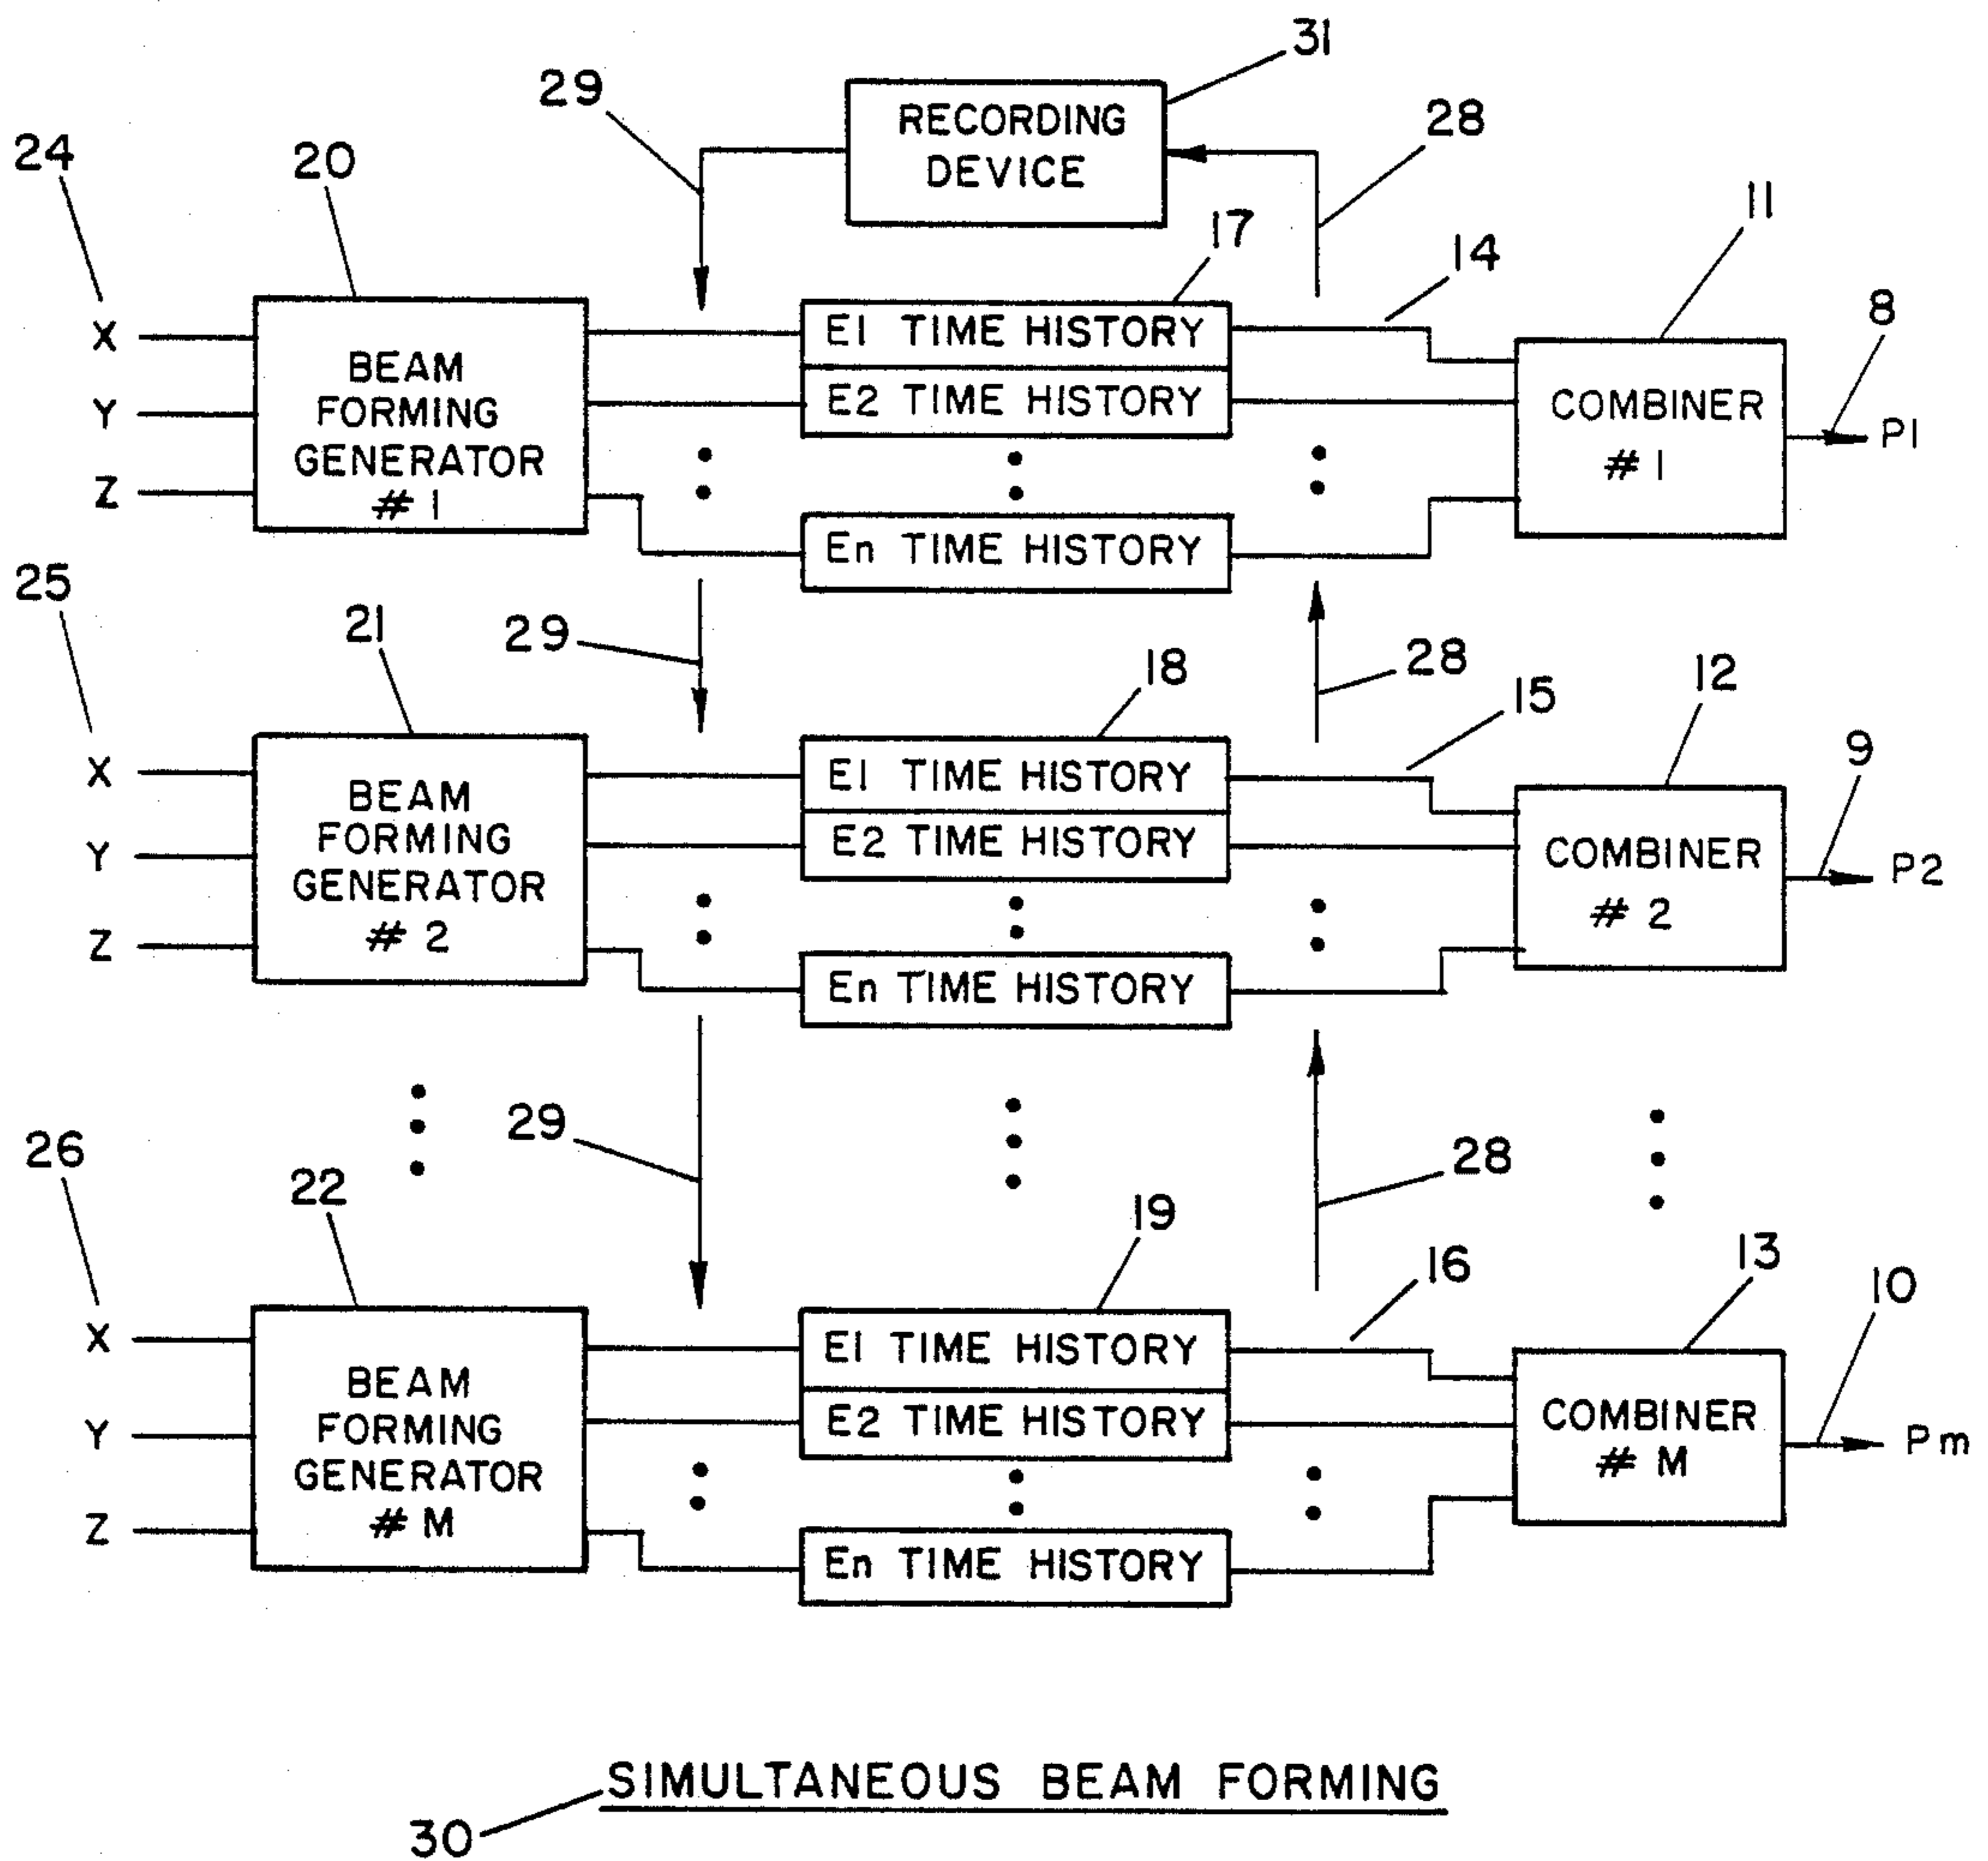 31
29
RECORDING
DEVICE
28
24
20
17
14
11
8
X
Y
Z
BEAM
FORMING
GENERATOR
# 1
E1 TIME HISTORY
E2 TIME HISTORY
En TIME HISTORY
COMBINER
# 1
P1
25
21
29
18
28
15
12
9
X
Y
Z
BEAM
FORMING
GENERATOR
# 2
E1 TIME HISTORY
E2 TIME HISTORY
En TIME HISTORY
COMBINER
# 2
P2
26
22
29
19
28
16
13
10
X
Y
Z
BEAM
FORMING
GENERATOR
# M
E1 TIME HISTORY
E2 TIME HISTORY
En TIME HISTORY
COMBINER
# M
Pm
SIMULTANEOUS BEAM FORMING
30